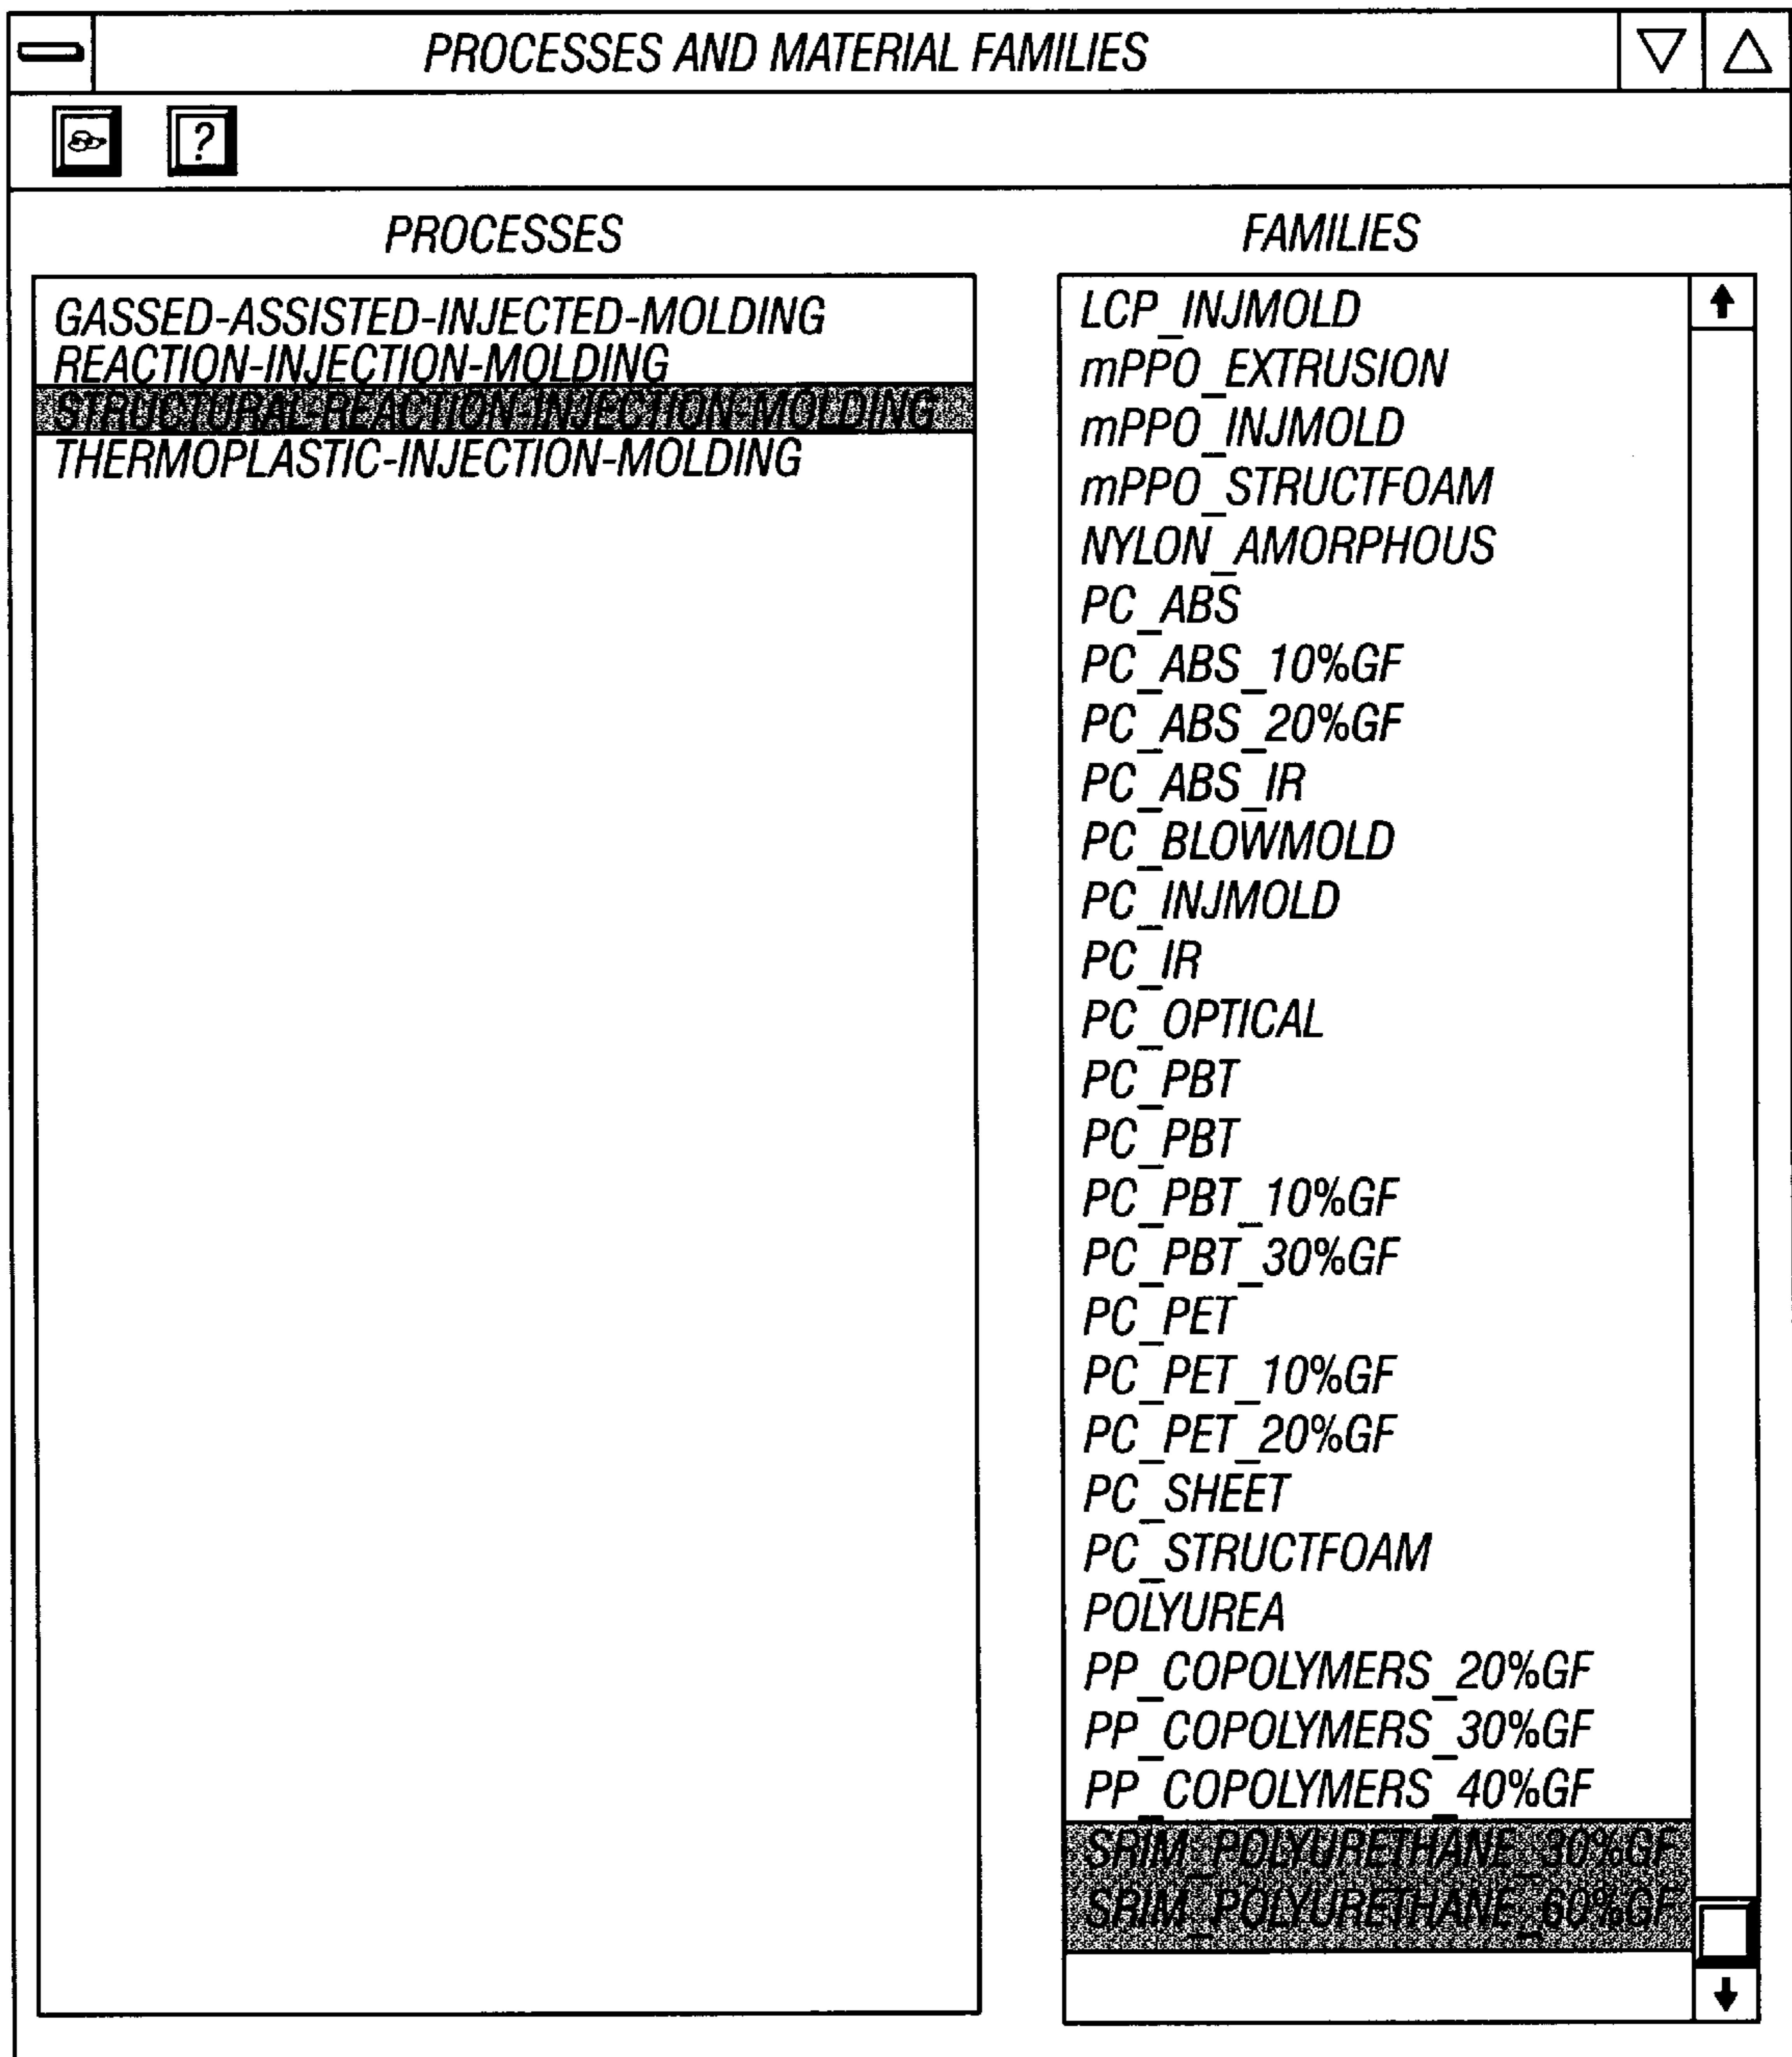 PROCESSES AND MATERIAL FAMILIES
?
PROCESSES
GASSED-ASSISTED-INJECTED-MOLDING
REACTION-INJECTION-MOLDING
STRUCTURAL-REACTION-INJECTION-MOLDING
THERMOPLASTIC-INJECTION-MOLDING
FAMILIES
LCP_INJMOLD
mPPO_EXTRUSION
mPPO_INJMOLD
mPPO_STRUCTFOAM
NYLON_AMORPHOUS
PC_ABS
PC_ABS_10%GF
PC_ABS_20%GF
PC_ABS_IR
PC_BLOWMOLD
PC_INJMOLD
PC_IR
PC_OPTICAL
PC_PBT
PC_PBT
PC_PBT_10%GF
PC_PBT_30%GF
PC_PET
PC_PET_10%GF
PC_PET_20%GF
PC_SHEET
PC_STRUCTFOAM
POLYUREA
PP_COPOLYMERS_20%GF
PP_COPOLYMERS_30%GF
PP_COPOLYMERS_40%GF
SRIM_POLYURETHANE_30%GF
SRIM_POLYURETHANE_60%GF